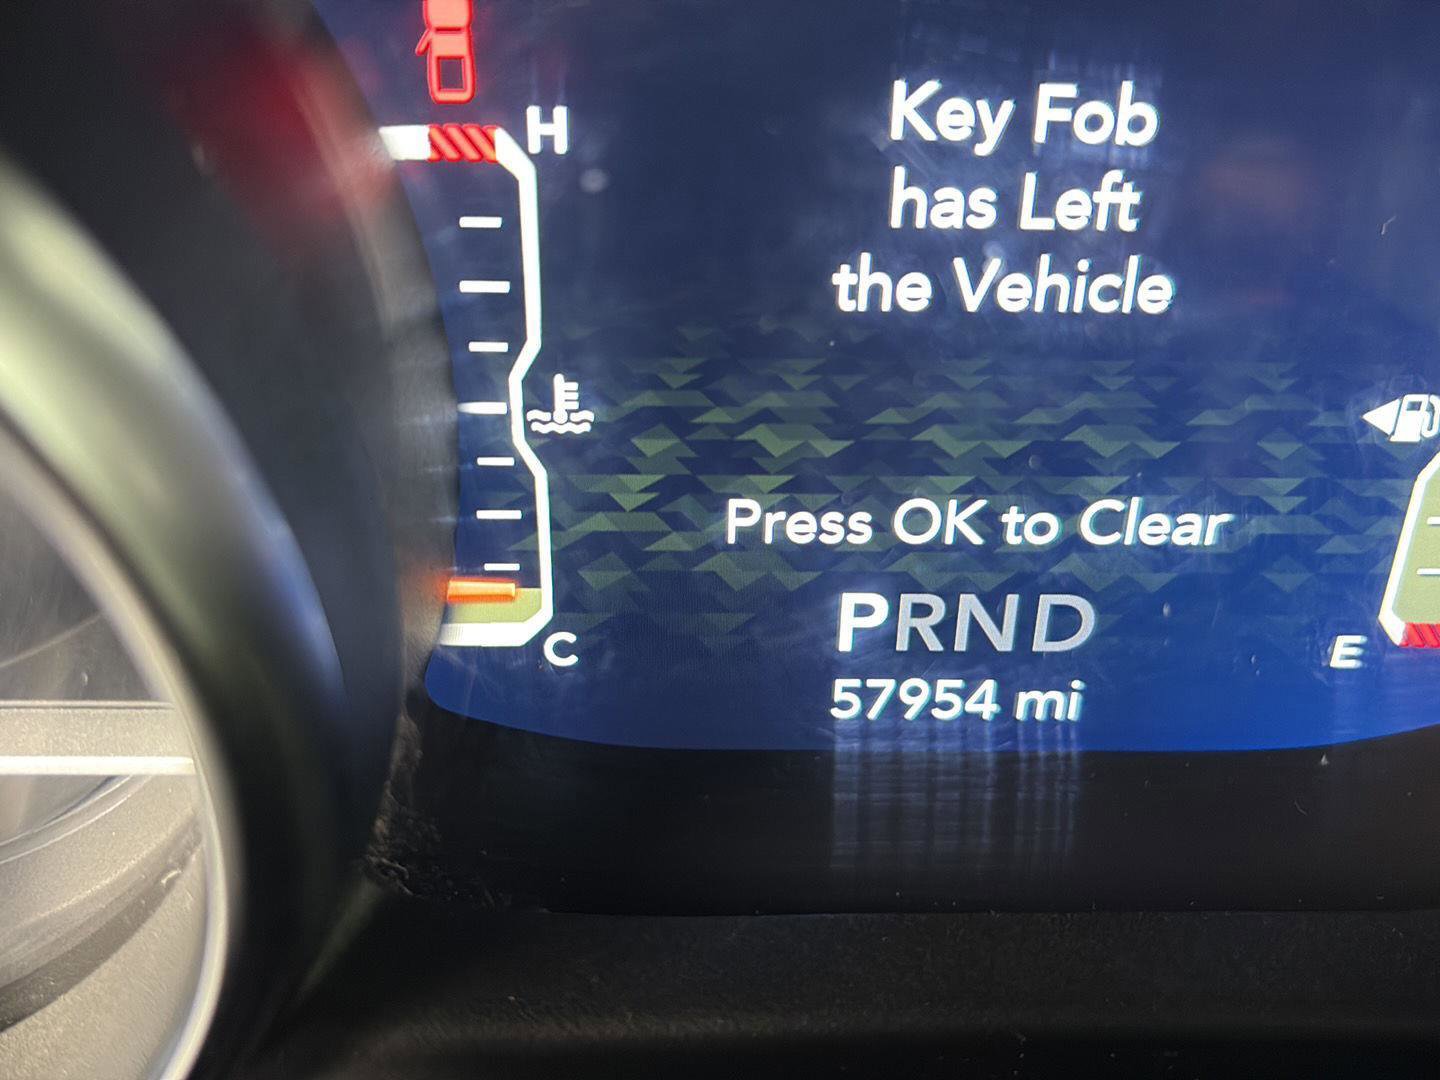 H
Key Fob
has Left
the Vehicle
Press OK to Clear
PRND
C
E
57954 mi